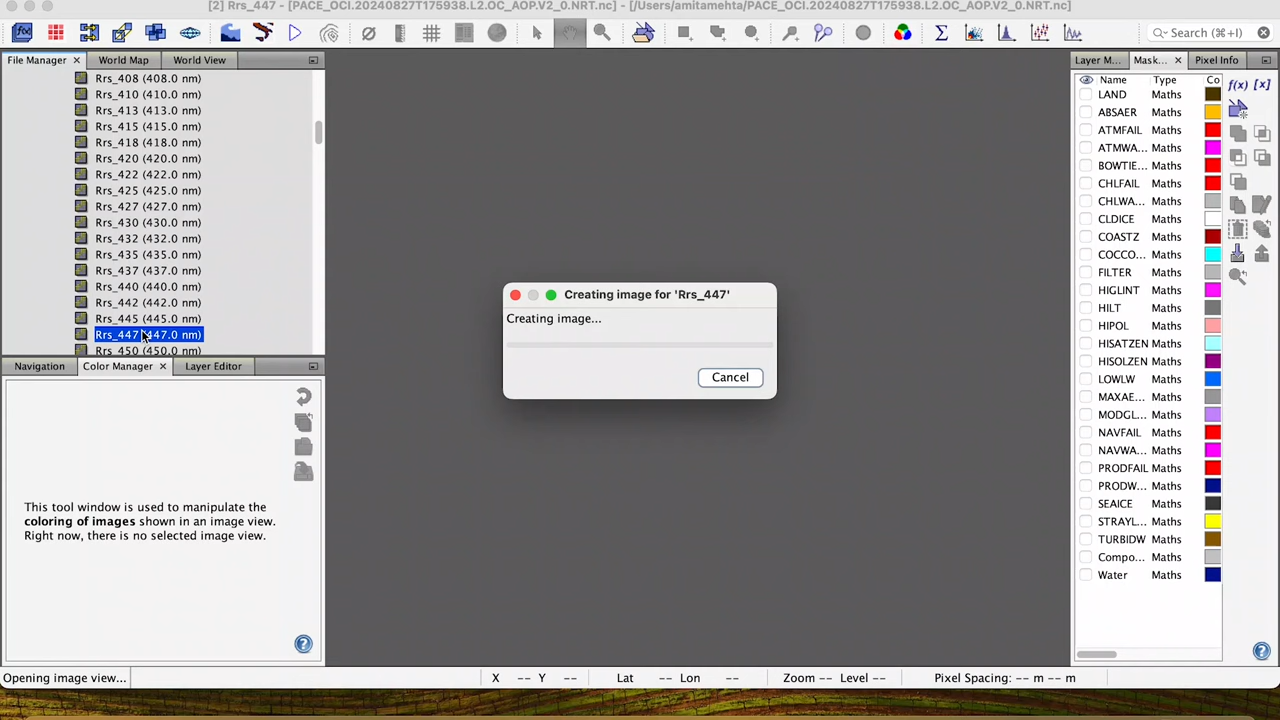 [2] Rrs_447 - [PACE_OCI.20240827T175938.L2.OC_AOP.V2_0.NRT.nc] - [/Users/amitamehta/PACE_OCI.20240827T175938.L2.OC_AOP.V2_0.NRT.nc]
Search (⌘+I)
File Manager
World Map
World View
Rrs_408 (408.0 nm)
Rrs_410 (410.0 nm)
Rrs_413 (413.0 nm)
Rrs_415 (415.0 nm)
Rrs_418 (418.0 nm)
Rrs_420 (420.0 nm)
Rrs_422 (422.0 nm)
Rrs_425 (425.0 nm)
Rrs_427 (427.0 nm)
Rrs_430 (430.0 nm)
Rrs_432 (432.0 nm)
Rrs_435 (435.0 nm)
Rrs_437 (437.0 nm)
Rrs_440 (440.0 nm)
Rrs_442 (442.0 nm)
Rrs_445 (445.0 nm)
Rrs_447 (447.0 nm)
Rrs_450 (450.0 nm)
Navigation
Color Manager
Layer Editor
This tool window is used to manipulate the
coloring of images shown in an image view.
Right now, there is no selected image view.
Creating image for 'Rrs_447'
Creating image...
Cancel
Layer M...
Mask...
Pixel Info
Name Type Co
LAND Maths
ABSAER Maths
ATMFAIL Maths
ATMWA... Maths
BOWTIE... Maths
CHLFAIL Maths
CHLWA... Maths
CLDICE Maths
COASTZ Maths
COCCO... Maths
FILTER Maths
HIGLINT Maths
HILT Maths
HIPOL Maths
HISATZEN Maths
HISOLZEN Maths
LOWLW Maths
MAXAE... Maths
MODGL... Maths
NAVFAIL Maths
NAVWA... Maths
PRODFAIL Maths
PRODW... Maths
SEAICE Maths
STRAYL... Maths
TURBIDW Maths
Compo... Maths
Water Maths
f(x) [x]
Opening image view...
X -- Y -- Lat -- Lon -- Zoom -- Level -- Pixel Spacing: -- m -- m